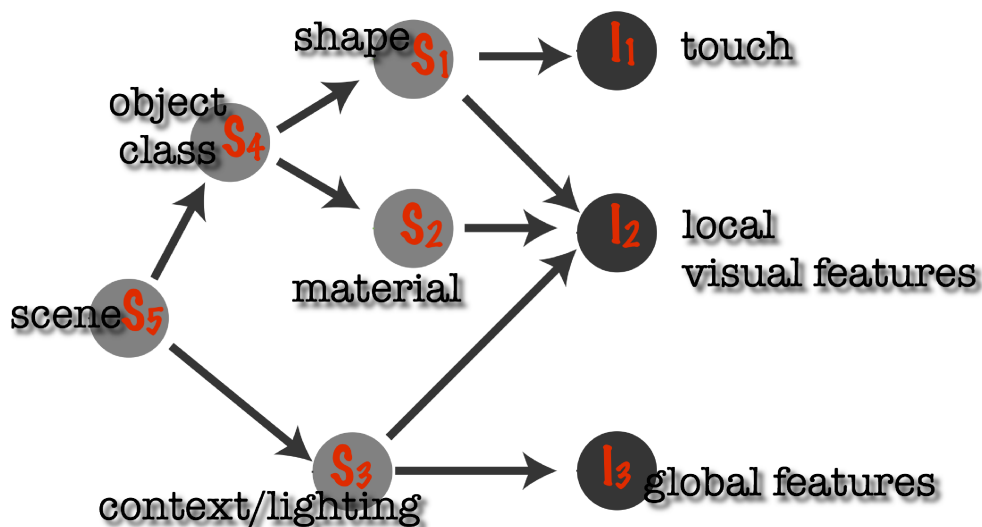 shape S1
I1 touch
object
class S4
S2
material
I2 local
visual features
scene S5
S3
context/lighting
I3 global features